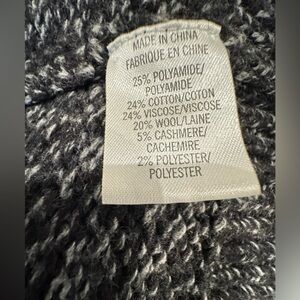 MADE IN CHINA
FABRIQUE EN CHINE
25% POLYAMIDE/
POLYAMIDE
24% COTTON/COTON
24% VISCOSE/VISCOSE
20% WOOL/LAINE
5% CASHMERE/
CACHEMIRE
2% POLYESTER/
POLYESTER